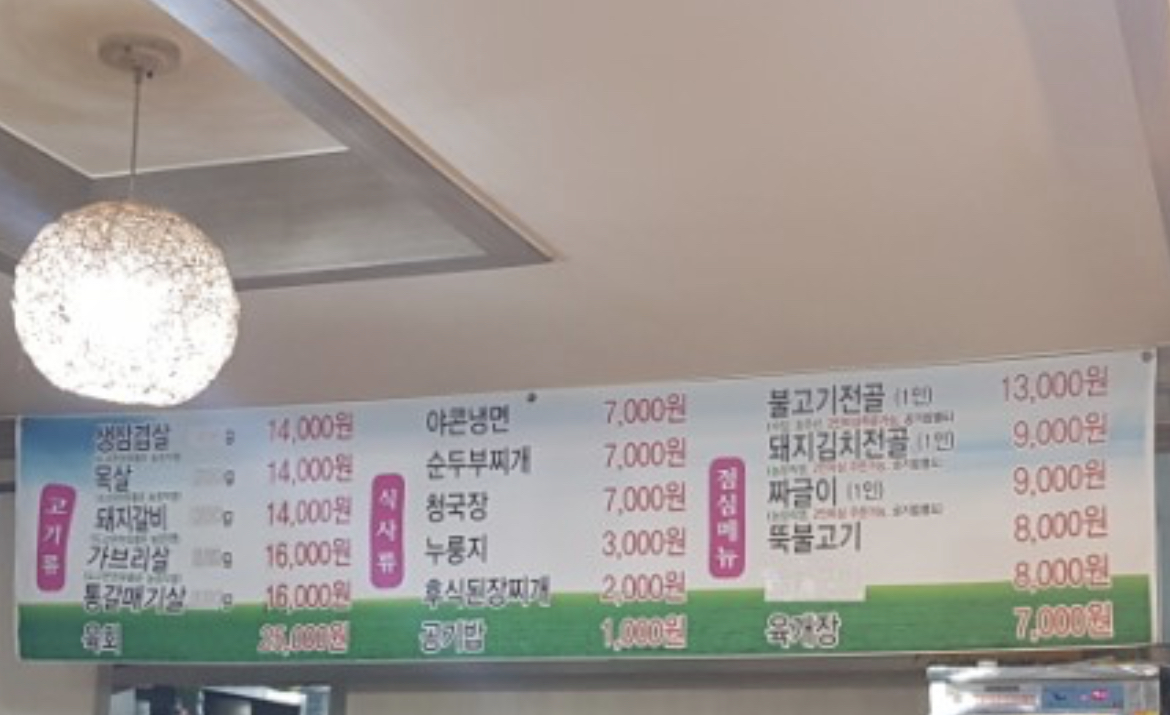 고기류
생삼겹살 g 14,000원
목살 g 14,000원
돼지갈비 g 14,000원
가브리살 g 16,000원
통갈매기살 g 16,000원
육회 25,000원
식사류
야콘냉면 7,000원
순두부찌개 7,000원
청국장 7,000원
누룽지 3,000원
후식된장찌개 2,000원
공기밥 1,000원
점심메뉴
불고기전골 (1인) 13,000원
돼지김치전골 (1인) 9,000원
짜글이 (1인) 9,000원
뚝불고기 8,000원
8,000원
육개장 7,000원